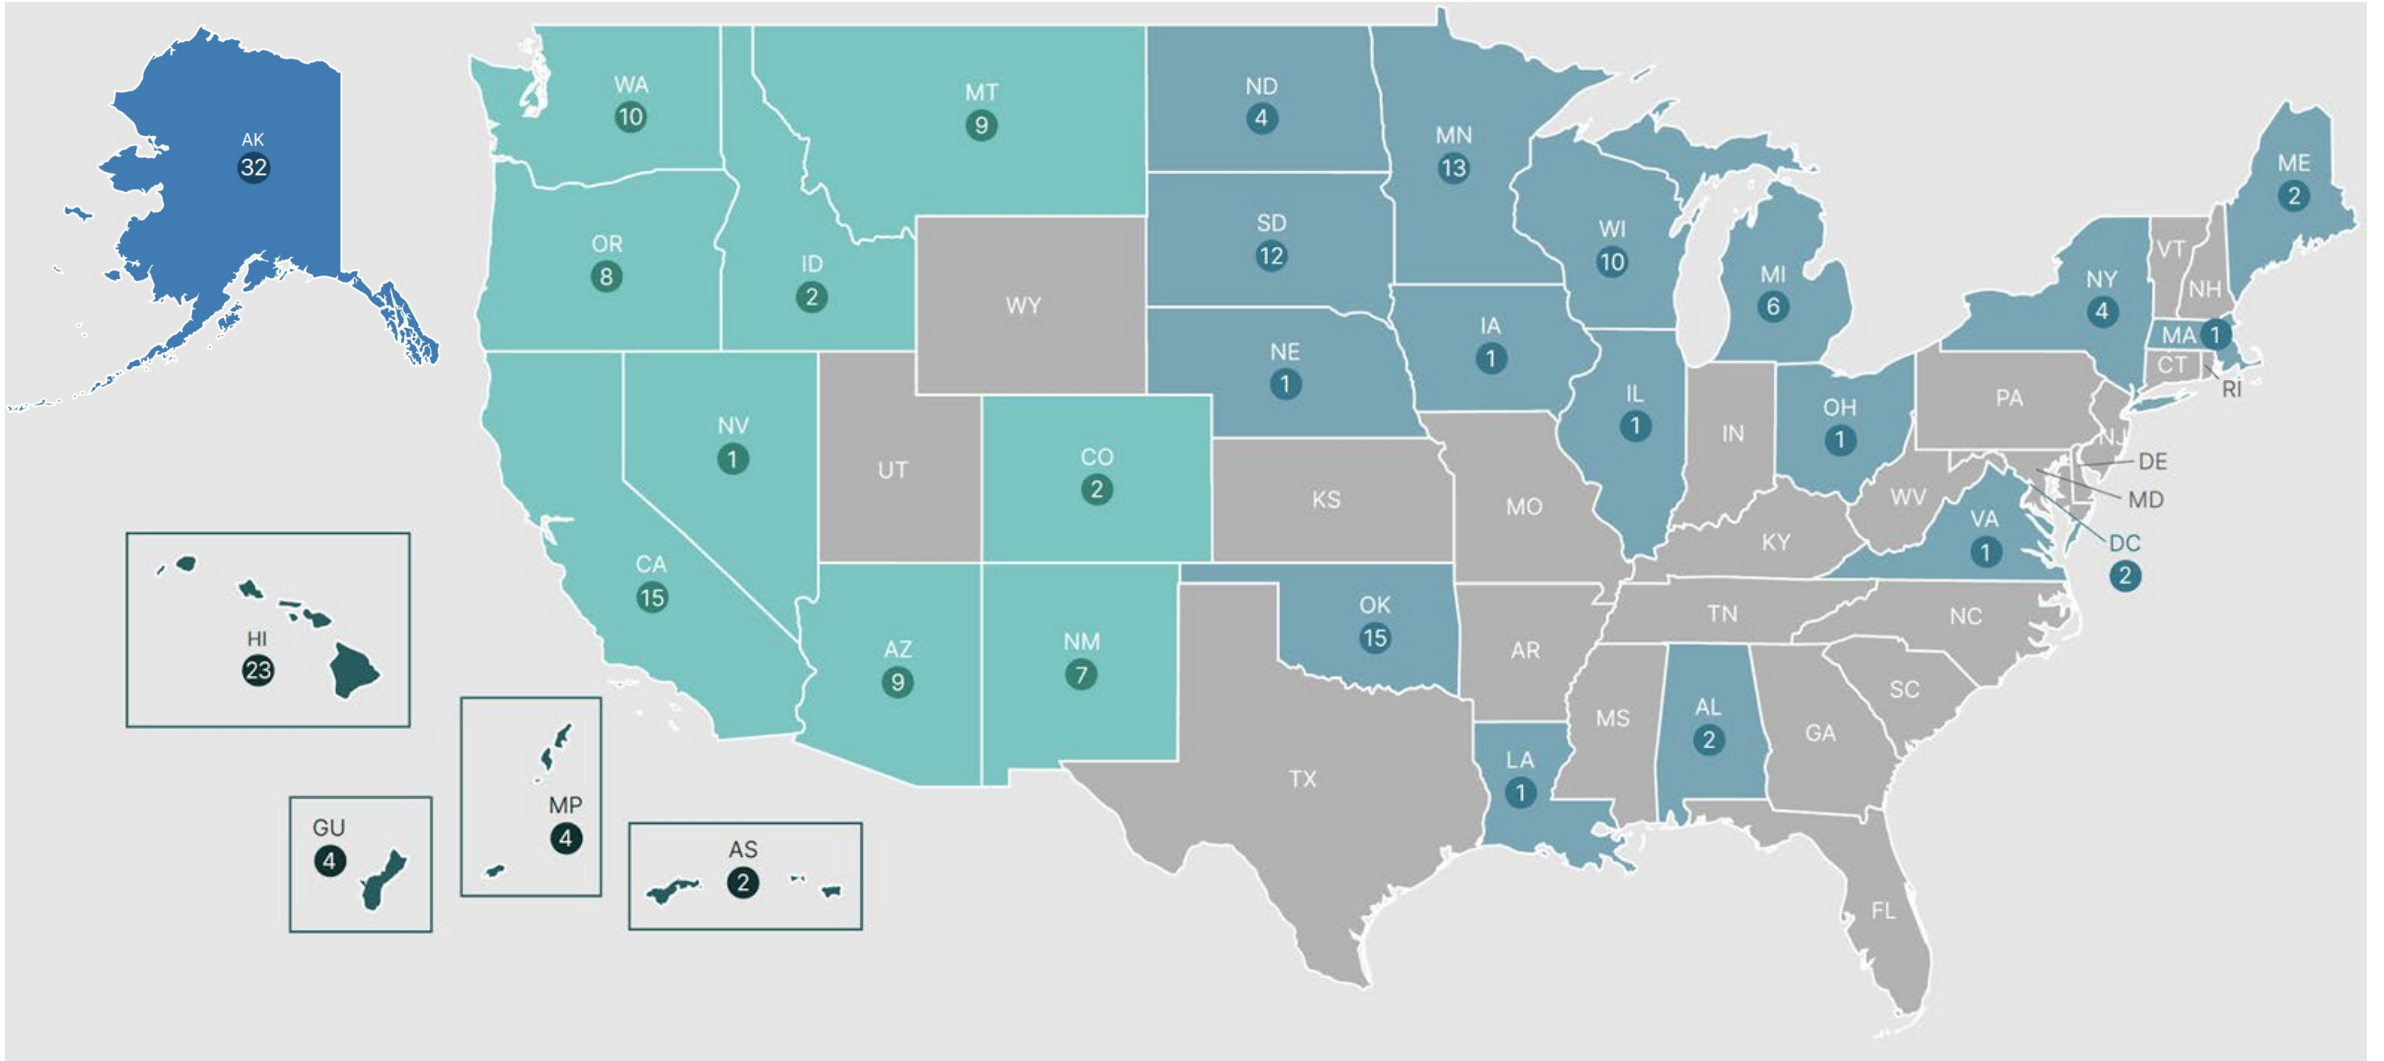 AK
32
WA
10
MT
9
OR
8
ID
2
WY
NV
1
UT
CO
2
CA
15
AZ
9
NM
7
HI
23
GU
4
MP
4
AS
2
ND
4
MN
13
SD
12
WI
10
MI
6
NE
1
IA
1
IL
1
IN
OH
1
KS
MO
KY
WV
VA
1
OK
15
AR
TN
NC
SC
MS
AL
2
GA
LA
1
TX
FL
ME
2
VT
NH
NY
4
MA 1
CT
RI
PA
NJ
DE
MD
DC
2